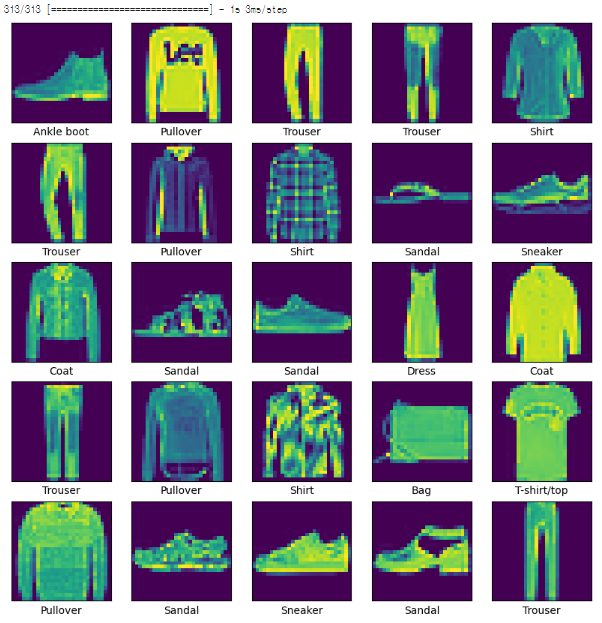 313/313 [==============================] - 1s 3ms/step
Lee
Ankle boot Pullover Trouser Trouser Shirt
Trouser Pullover Shirt Sandal Sneaker
Coat Sandal Sandal Dress Coat
Trouser Pullover Shirt Bag T-shirt/top
Pullover Sandal Sneaker Sandal Trouser